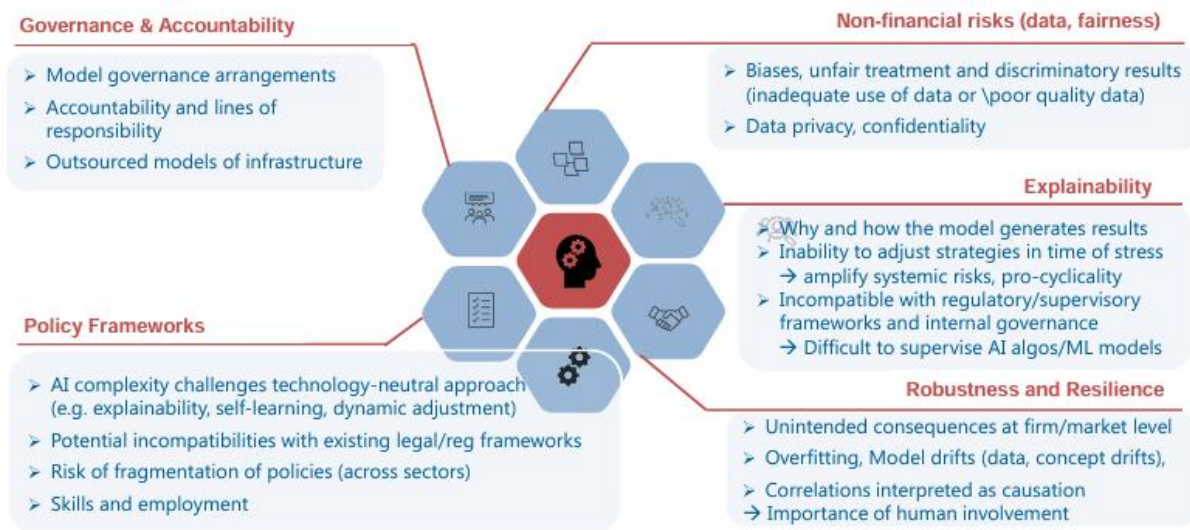 Governance & Accountability
➢ Model governance arrangements
➢ Accountability and lines of
responsibility
➢ Outsourced models of infrastructure
Non-financial risks (data, fairness)
➢ Biases, unfair treatment and discriminatory results
(inadequate use of data or \poor quality data)
➢ Data privacy, confidentiality
Explainability
➢ Why and how the model generates results
➢ Inability to adjust strategies in time of stress
→ amplify systemic risks, pro-cyclicality
➢ Incompatible with regulatory/supervisory
frameworks and internal governance
→ Difficult to supervise AI algos/ML models
Policy Frameworks
➢ AI complexity challenges technology-neutral approach
(e.g. explainability, self-learning, dynamic adjustment)
➢ Potential incompatibilities with existing legal/reg frameworks
➢ Risk of fragmentation of policies (across sectors)
➢ Skills and employment
Robustness and Resilience
➢ Unintended consequences at firm/market level
➢ Overfitting, Model drifts (data, concept drifts),
➢ Correlations interpreted as causation
→ Importance of human involvement